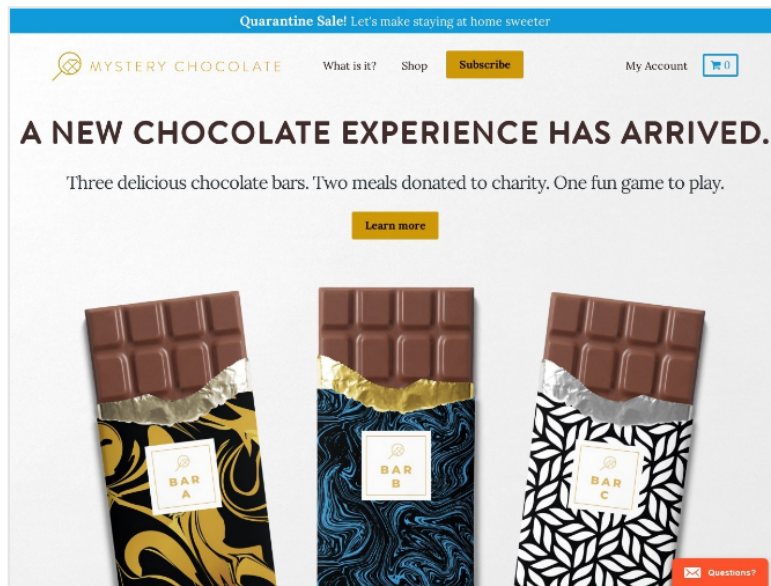 Quarantine Sale! Let's make staying at home sweeter
MYSTERY CHOCOLATE
What is it?
Shop
Subscribe
My Account
0
A NEW CHOCOLATE EXPERIENCE HAS ARRIVED.
Three delicious chocolate bars. Two meals donated to charity. One fun game to play.
Learn more
BAR
A
BAR
B
BAR
C
Questions?